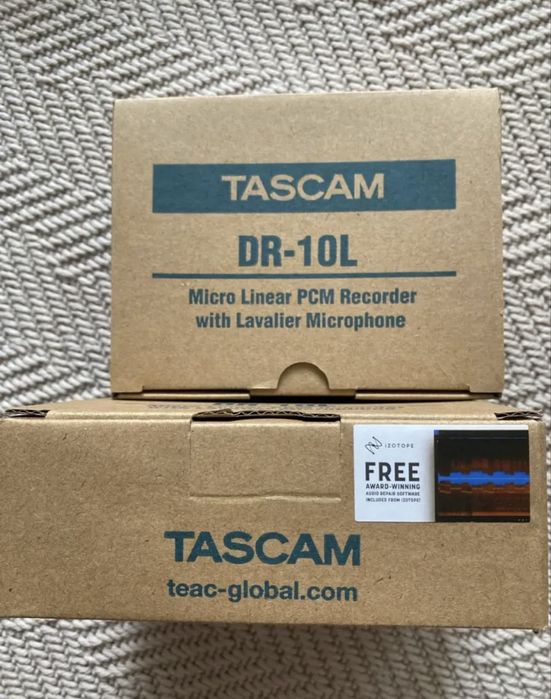 TASCAM
DR-10L
Micro Linear PCM Recorder
with Lavalier Microphone
iZOTOPE
FREE
AWARD-WINNING
AUDIO REPAIR SOFTWARE
INCLUDED FROM iZOTOPE!
TASCAM
teac-global.com